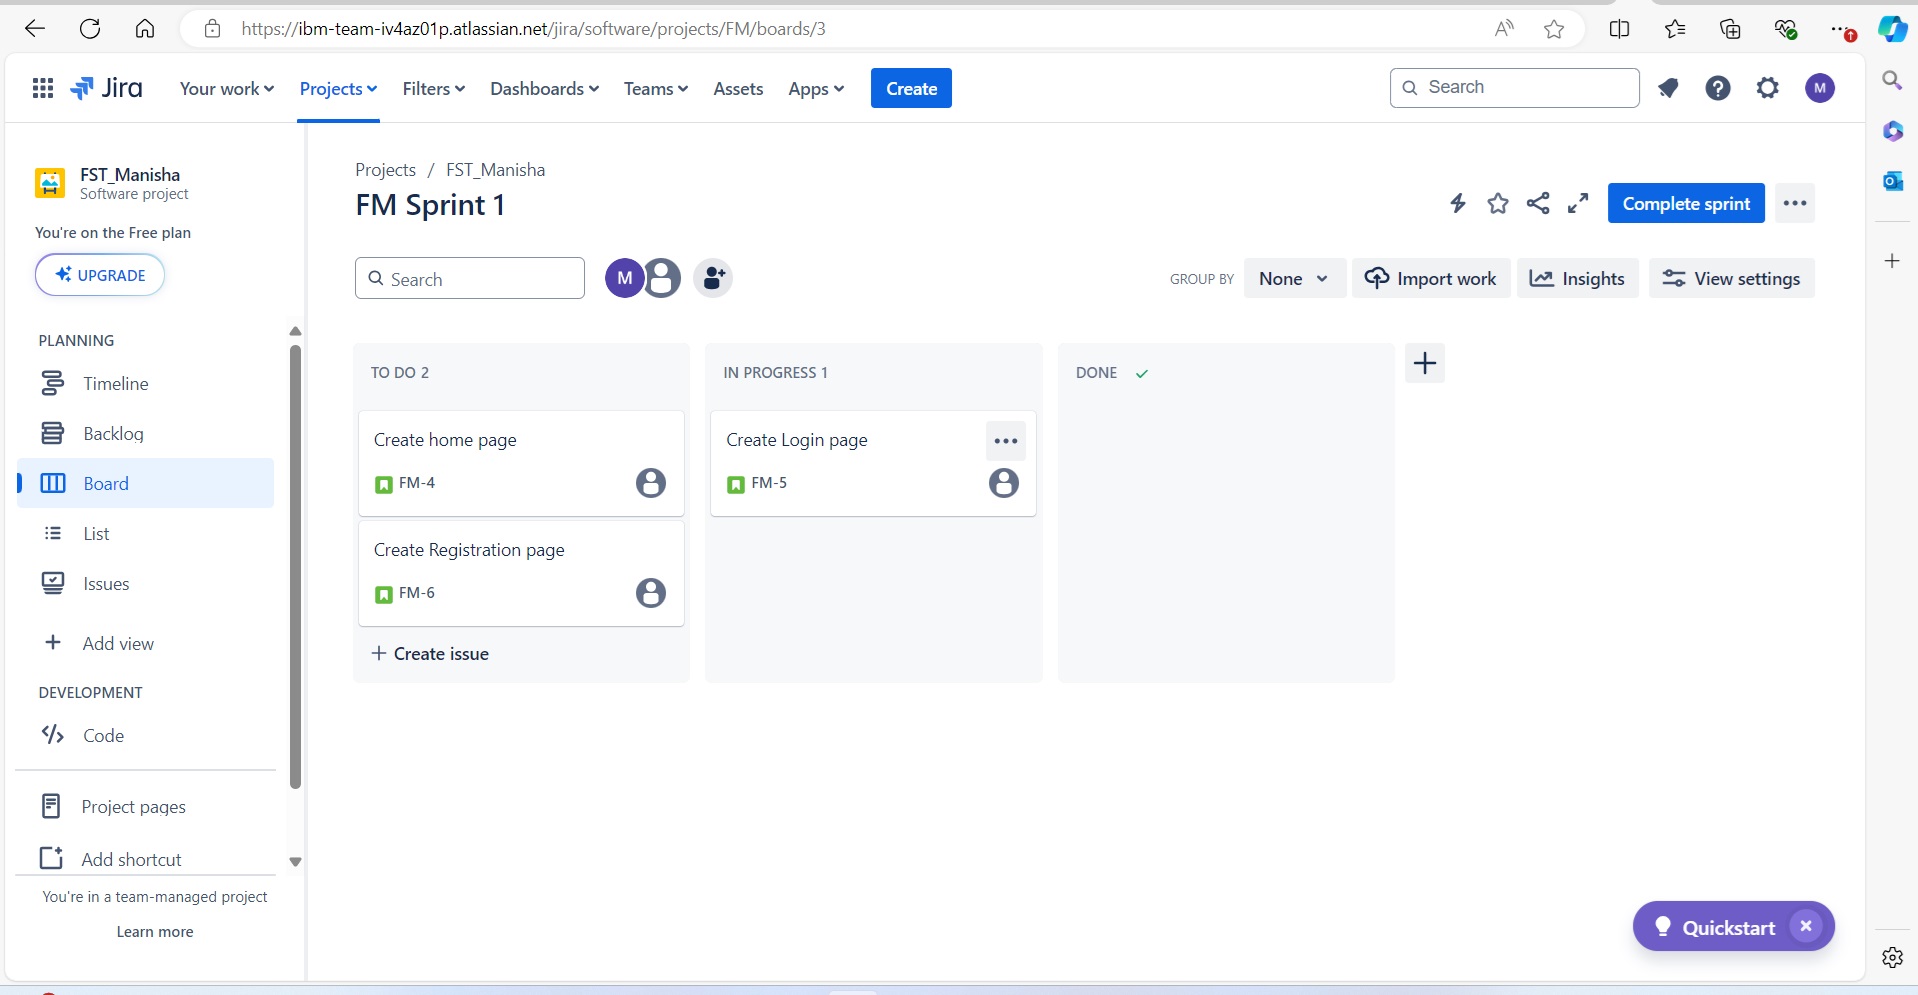 https://ibm-team-iv4az01p.atlassian.net/jira/software/projects/FM/boards/3
Jira Your work Projects Filters Dashboards Teams Assets Apps Create Search M
FST_Manisha
Software project
You're on the Free plan
UPGRADE
PLANNING
Timeline
Backlog
Board
List
Issues
Add view
DEVELOPMENT
Code
Project pages
Add shortcut
You're in a team-managed project
Learn more
Projects / FST_Manisha
FM Sprint 1
Complete sprint
Search M GROUP BY None Import work Insights View settings
TO DO 2
Create home page
FM-4
Create Registration page
FM-6
+ Create issue
IN PROGRESS 1
Create Login page
FM-5
DONE
Quickstart